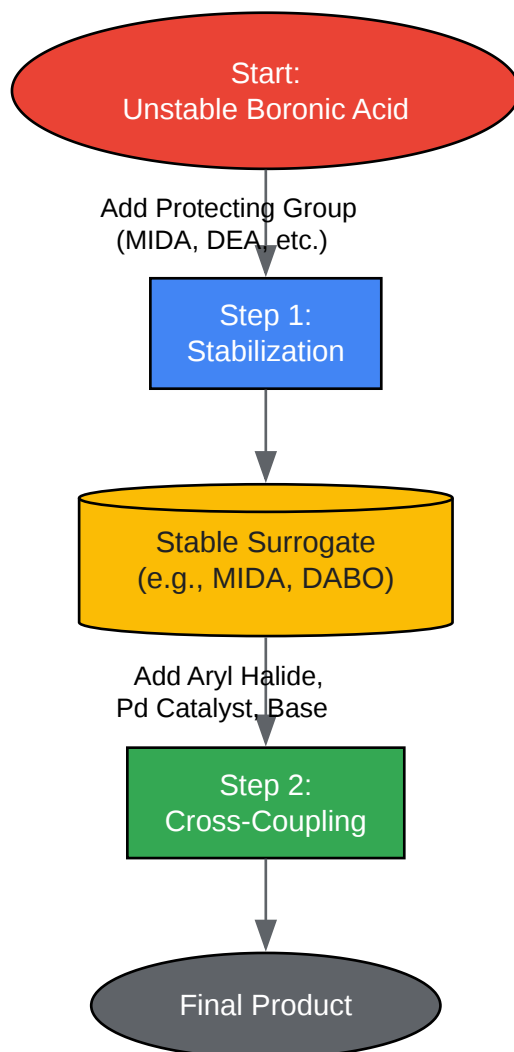 Start:
Unstable Boronic Acid
Add Protecting Group
(MIDA, DEA, etc.)
Step 1:
Stabilization
Stable Surrogate
(e.g., MIDA, DABO)
Add Aryl Halide,
Pd Catalyst, Base
Step 2:
Cross-Coupling
Final Product